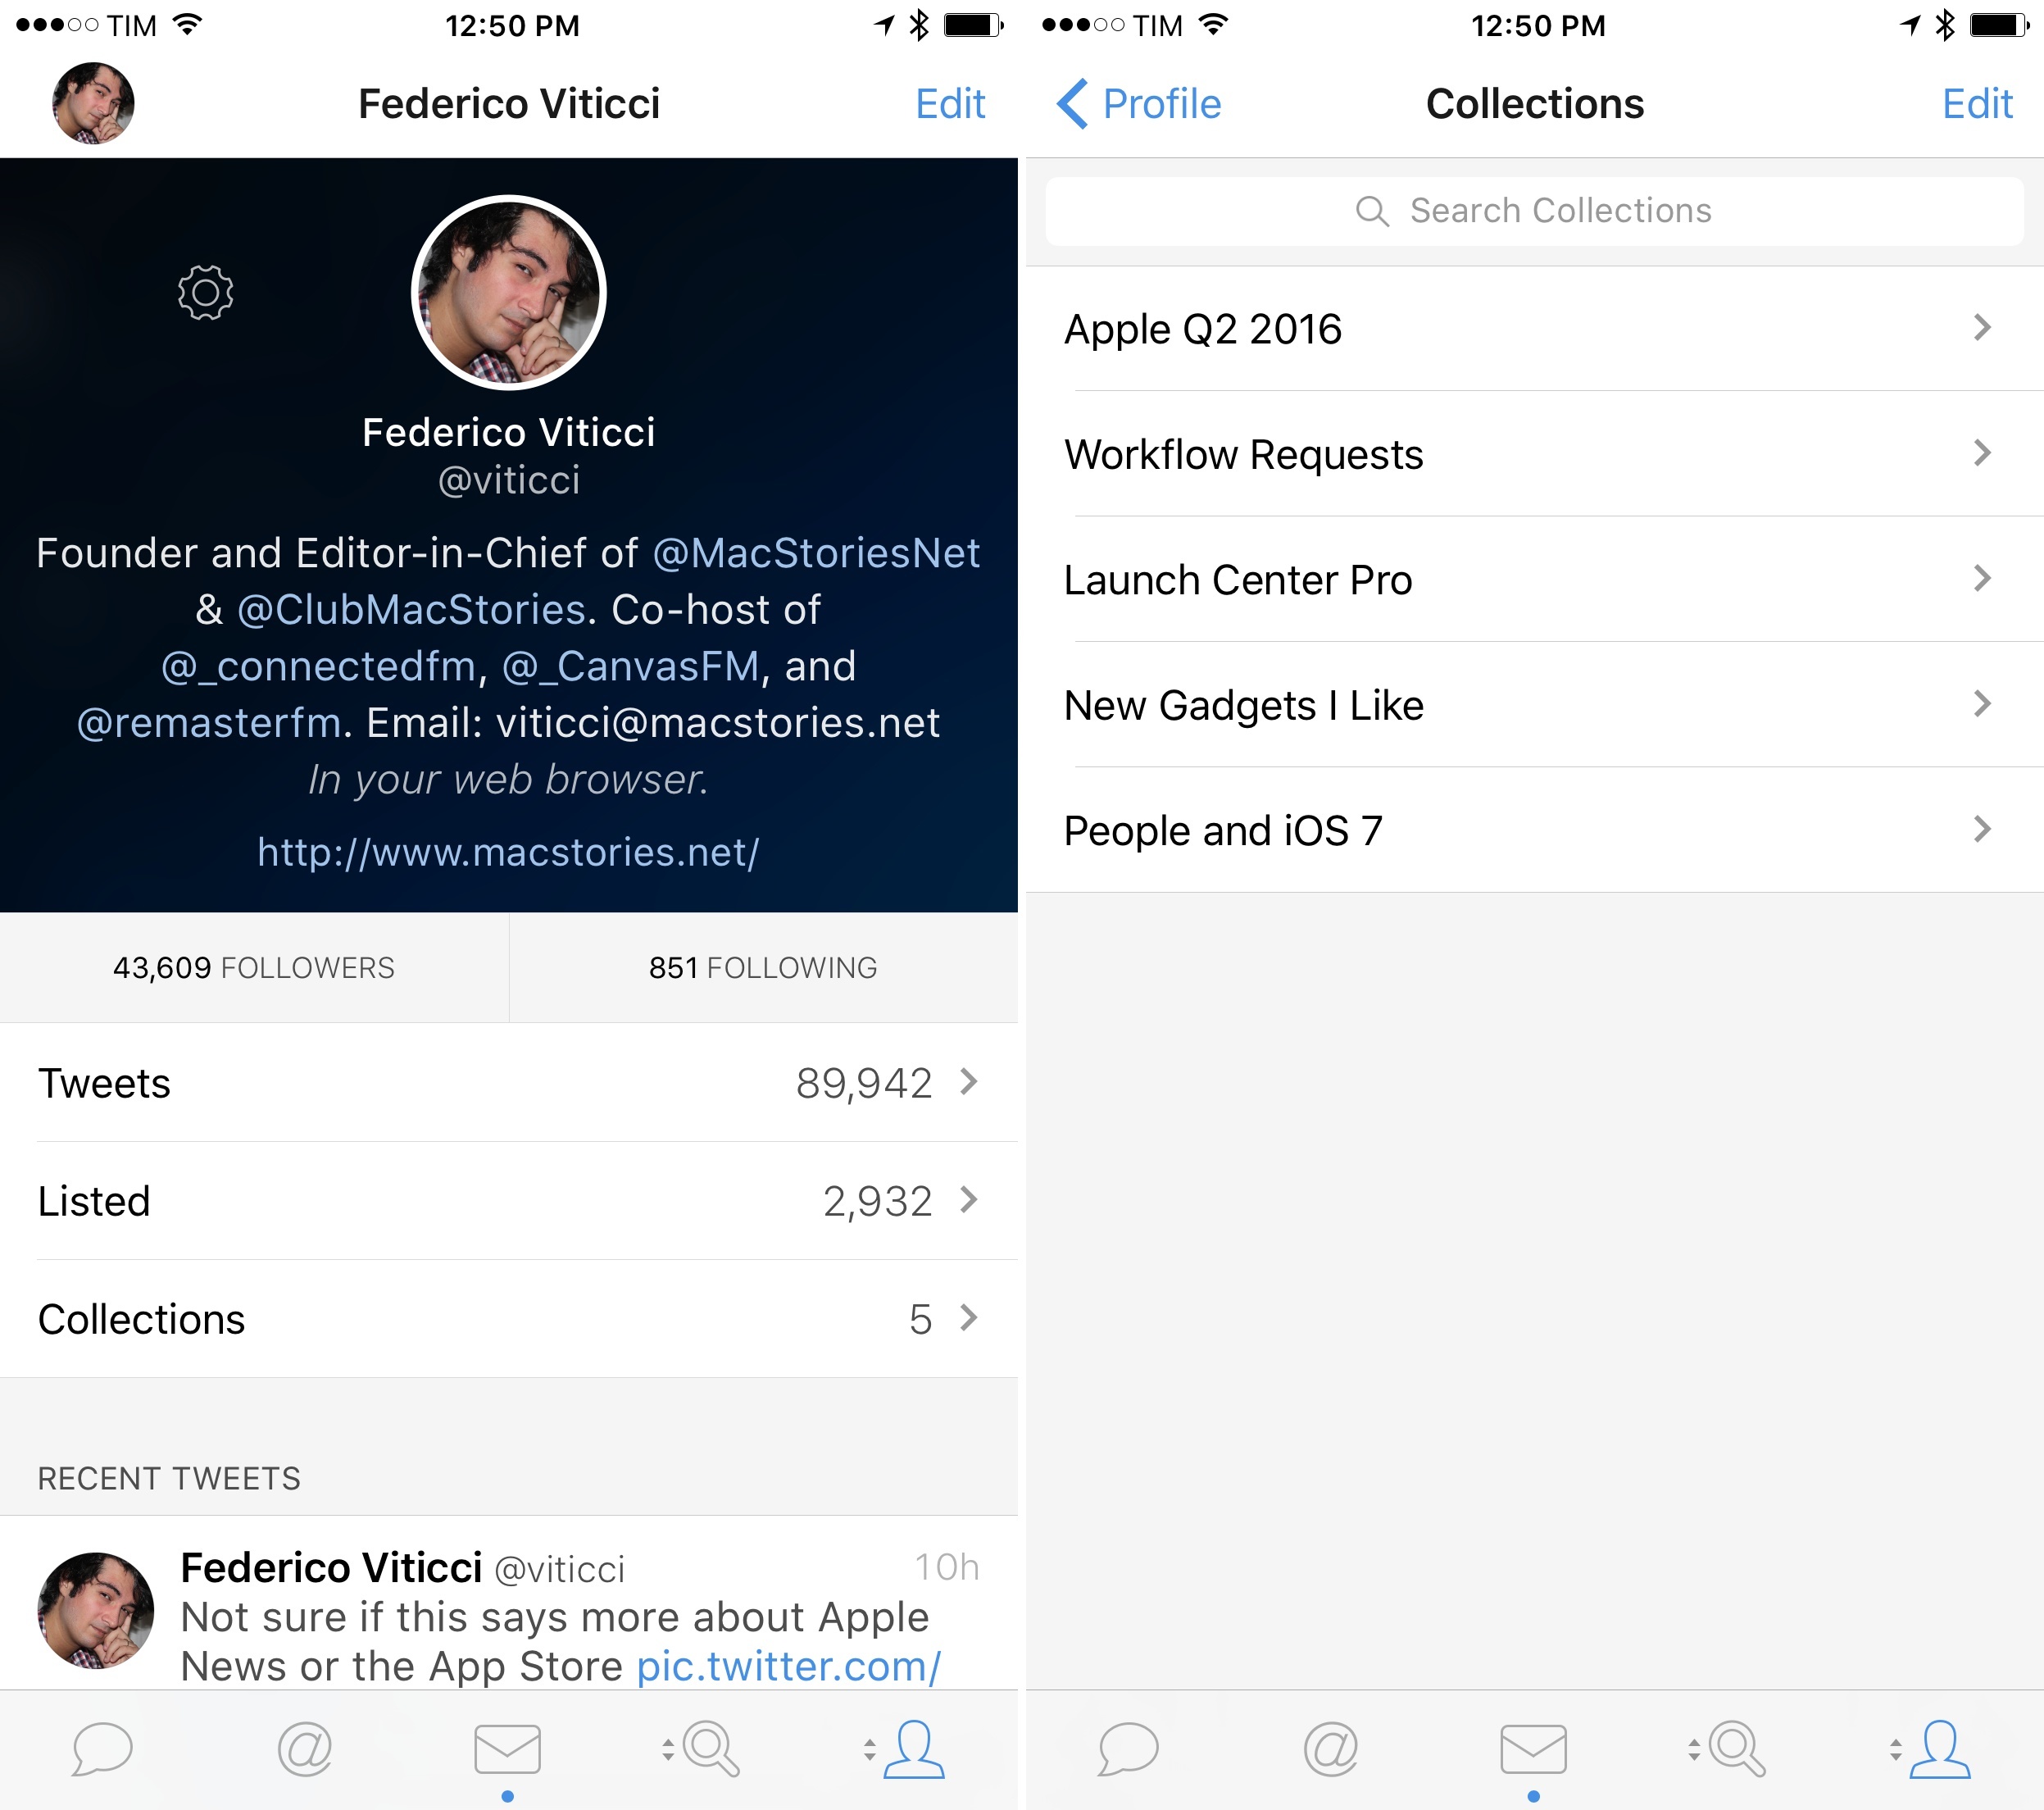 TIM 12:50 PM
Federico Viticci Edit
Federico Viticci
@viticci
Founder and Editor-in-Chief of @MacStoriesNet
& @ClubMacStories. Co-host of
@_connectedfm, @_CanvasFM, and
@remasterfm. Email: viticci@macstories.net
In your web browser.
http://www.macstories.net/
43,609 FOLLOWERS 851 FOLLOWING
Tweets 89,942
Listed 2,932
Collections 5
RECENT TWEETS
Federico Viticci @viticci 10h
Not sure if this says more about Apple
News or the App Store pic.twitter.com/
TIM 12:50 PM
Profile Collections Edit
Search Collections
Apple Q2 2016
Workflow Requests
Launch Center Pro
New Gadgets I Like
People and iOS 7